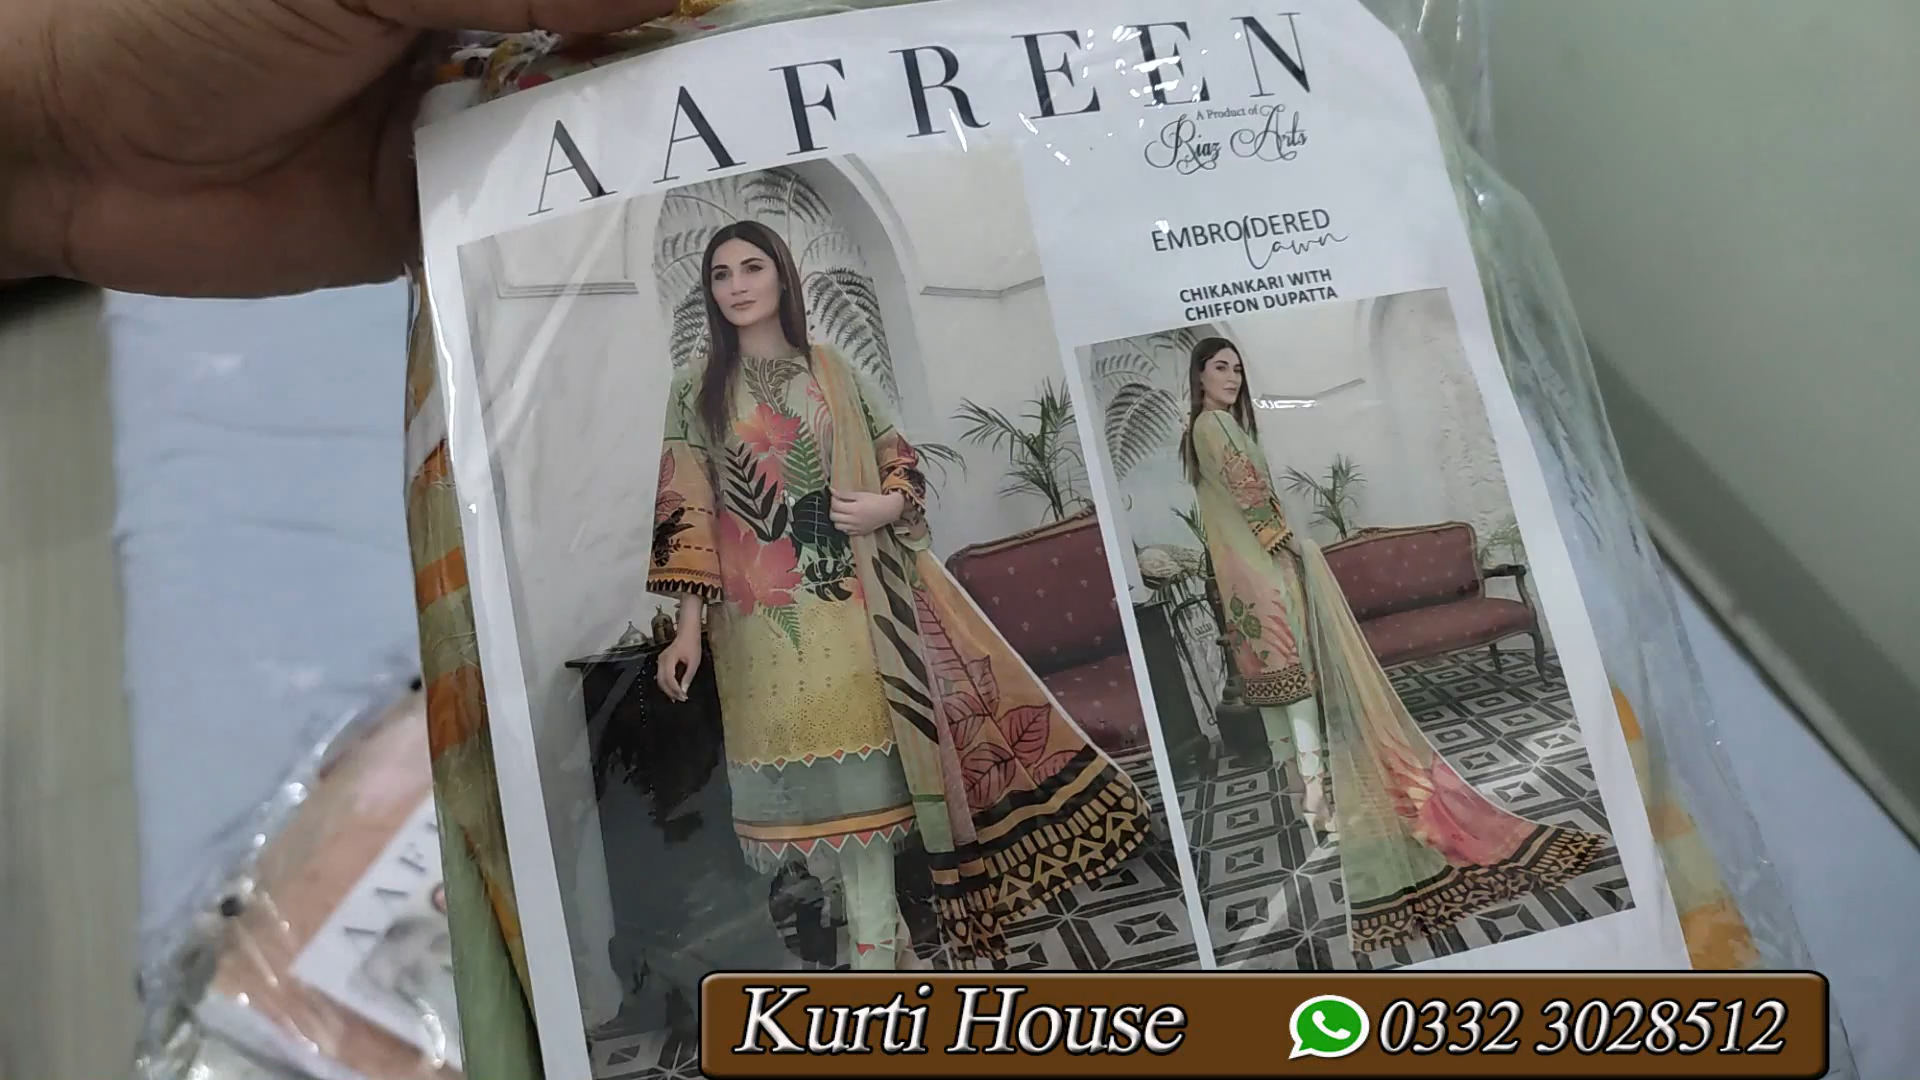 AAFREEN
A Product of
Riaz Arts
EMBROIDERED
Lawn
CHIKANKARI WITH
CHIFFON DUPATTA
Kurti House
0332 3028512